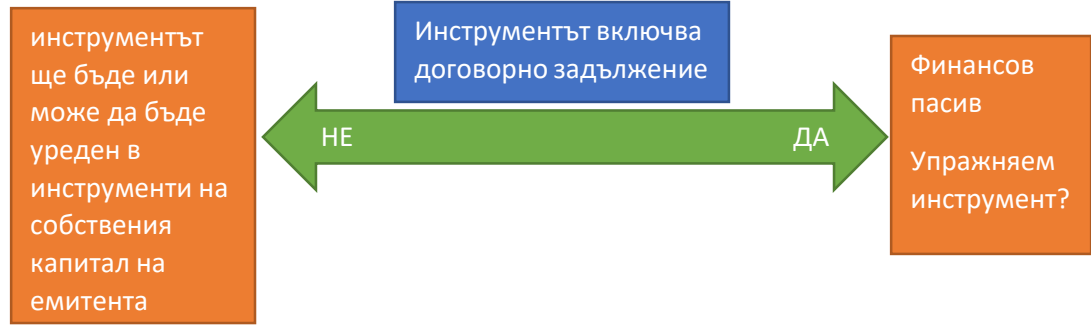 инструментът
ще бъде или
може да бъде
уреден в
инструменти на
собствения
капитал на
емитента
Инструментът включва
договорно задължение
НЕ
ДА
Финансов
пасив
Упражняем
инструмент?